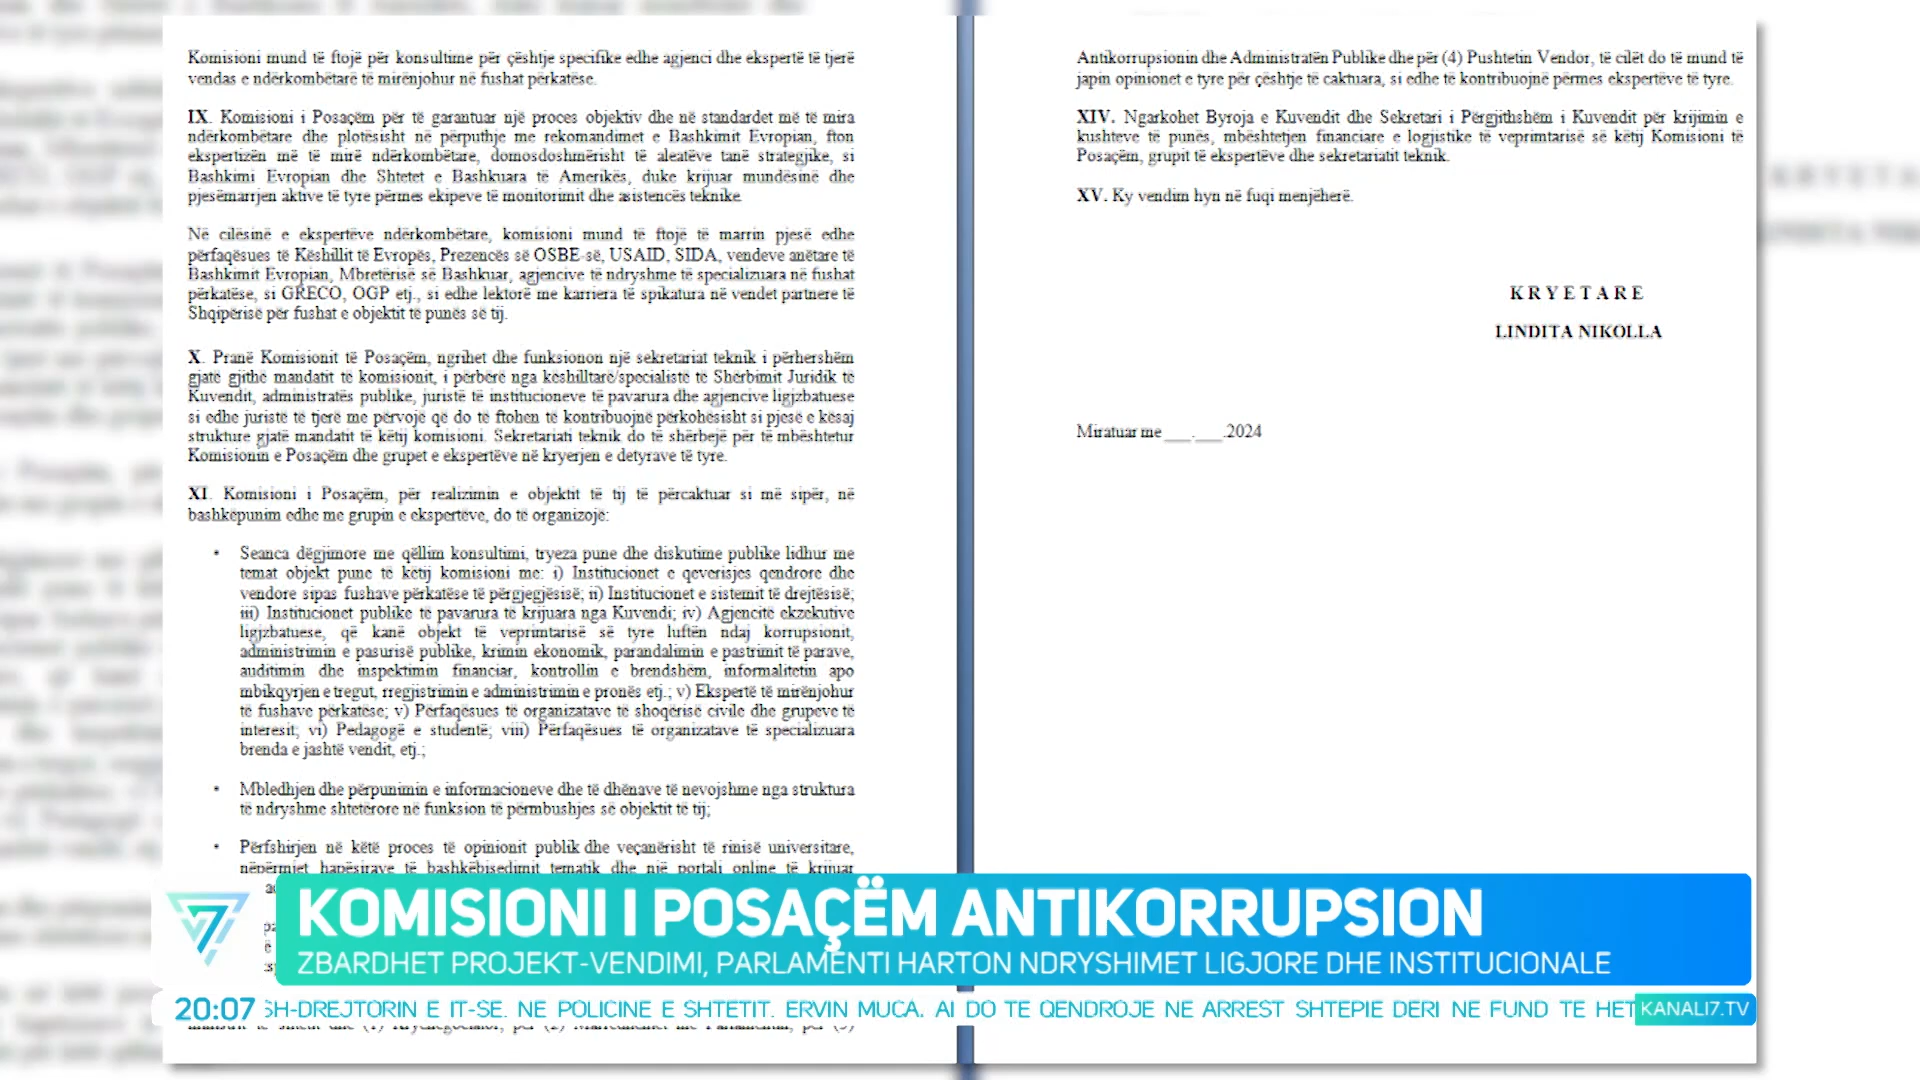 Komisioni mund të ftojë për konsultime për çështje specifike edhe agjenci dhe ekspertë të tjerë
vendas e ndërkombëtarë të mirënjohur në fushat përkatëse.
IX. Komisioni i Posaçëm për të garantuar një proces objektiv dhe në standardet më të mira
ndërkombëtare dhe plotësisht në përputhje me rekomandimet e Bashkimit Evropian, fton
ekspertizën më të mirë ndërkombëtare, domosdoshmërisht të aleatëve tanë strategjikë, si
Bashkimi Evropian dhe Shtetet e Bashkuara të Amerikës, duke krijuar mundësinë dhe
pjesëmarrjen aktive të tyre përmes ekipeve të monitorimit dhe asistencës teknike.
Në cilësinë e ekspertëve ndërkombëtare, komisioni mund të ftojë të marrin pjesë edhe
përfaqësues të Këshillit të Evropës, Prezencës së OSBE-së, USAID, SIDA, vendeve anëtare të
Bashkimit Evropian, Mbretërisë së Bashkuar, agjencive të ndryshme të specializuara në fushat
përkatëse, si GRECO, OGP etj., si edhe lektorë me karriera të spikatura në vendet partnere të
Shqipërisë për fushat e objektit të punës së tij.
X. Pranë Komisionit të Posaçëm, ngrihet dhe funksionon një sekretariat teknik i përhershëm
gjatë gjithë mandatit të komisionit, i përbërë nga këshilltarë/specialistë të Shërbimit Juridik të
Kuvendit, administratës publike, juristë të institucioneve të pavarura dhe agjencive ligjzbatuese
si edhe juristë të tjerë me përvojë që do të ftohen të kontribuojnë përkohësisht si pjesë e kësaj
strukture gjatë mandatit të këtij komisioni. Sekretariati teknik do të shërbejë për të mbështetur
Komisionin e Posaçëm dhe grupet e ekspertëve në kryerjen e detyrave të tyre.
XI. Komisioni i Posaçëm, për realizimin e objektit të tij të përcaktuar si më sipër, në
bashkëpunim edhe me grupin e ekspertëve, do të organizojë:
• Seanca dëgjimore me qëllim konsultimi, tryeza pune dhe diskutime publike lidhur me
temat objekt pune të këtij komisioni me: i) Institucionet e qeverisjes qendrore dhe
vendore sipas fushave përkatëse të përgjegjësisë; ii) Institucionet e sistemit të drejtësisë;
iii) Institucionet publike të pavarura të krijuara nga Kuvendi; iv) Agjencitë ekzekutive
ligjzbatuese, që kanë objekt të veprimtarisë së tyre luftën ndaj korrupsionit,
administrimin e pasurisë publike, krimin ekonomik, parandalimin e pastrimit të parave,
auditimin dhe inspektimin financiar, kontrollin e brendshëm, informalitetin apo
mbikqyrjen e tregut, rregjistrimin e administrimin e pronës etj.; v) Ekspertë të mirënjohur
të fushave përkatëse; v) Përfaqësues të organizatave të shoqërisë civile dhe grupeve të
interesit; vi) Pedagogë e studentë; viii) Përfaqësues të organizatave të specializuara
brenda e jashtë vendit, etj.;
• Mbledhjen dhe përpunimin e informacioneve dhe të dhënave të nevojshme nga struktura
të ndryshme shtetërore në funksion të përmbushjes së objektit të tij;
• Përfshirjen në këtë proces të opinionit publik dhe veçanërisht të rinisë universitare,
nëpërmjet hapësirave të bashkëbisedimit tematik dhe një portali online të krijuar
Antikorrupsionin dhe Administratën Publike dhe për (4) Pushtetin Vendor, të cilët do të mund të
japin opinionet e tyre për çështje të caktuara, si edhe të kontribuojnë përmes ekspertëve të tyre.
XIV. Ngarkohet Byroja e Kuvendit dhe Sekretari i Përgjithshëm i Kuvendit për krijimin e
kushteve të punës, mbështetjen financiare e logjistike të veprimtarisë së këtij Komisioni të
Posaçëm, grupit të ekspertëve dhe sekretariatit teknik.
XV. Ky vendim hyn në fuqi menjëherë.
K R Y E T A R E
LINDITA NIKOLLA
Miratuar me ___.___.2024
KOMISIONI I POSAÇËM ANTIKORRUPSION
ZBARDHET PROJEKT-VENDIMI, PARLAMENTI HARTON NDRYSHIMET LIGJORE DHE INSTITUCIONALE
20:07 SH-DREJTORIN E IT-SE. NE POLICINE E SHTETIT. ERVIN MUCA. AI DO TE QENDROJE NE ARREST SHTEPIE DERI NE FUND TE HET KANALI7.TV